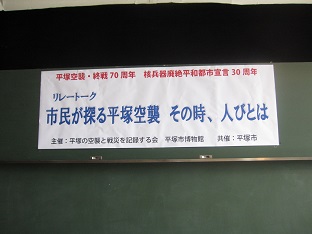 平塚空襲・終戦70周年　核兵器廃絶平和都市宣言30周年
リレートーク
市民が探る平塚空襲　その時、人びとは
主催：平塚の空襲と戦災を記録する会　平塚市博物館　　共催：平塚市